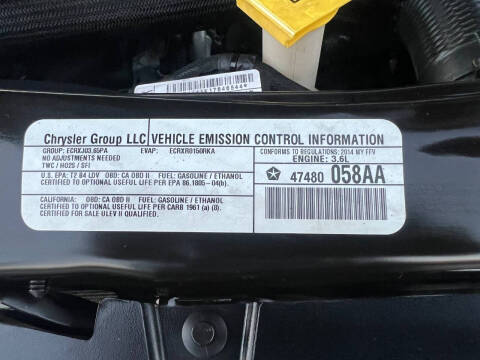 Chrysler Group LLC VEHICLE EMISSION CONTROL INFORMATION
GROUP: ECRXJ03.65PA EVAP: ECRXR0150RKA CONFORMS TO REGULATIONS: 2014 MY FFV
NO ADJUSTMENTS NEEDED ENGINE: 3.6L
TWC / HO2S / SFI
U.S. EPA: T2 B4 LDV OBD: CA OBD II FUEL: GASOLINE / ETHANOL
CERTIFIED TO OPTIONAL USEFUL LIFE PER EPA 86.1805-04(b).
47480 058AA
CALIFORNIA: OBD: CA OBD II FUEL: GASOLINE / ETHANOL
CERTIFIED TO OPTIONAL USEFUL LIFE PER CARB 1961 (a) (8).
CERTIFIED FOR SALE ULEV II QUALIFIED.